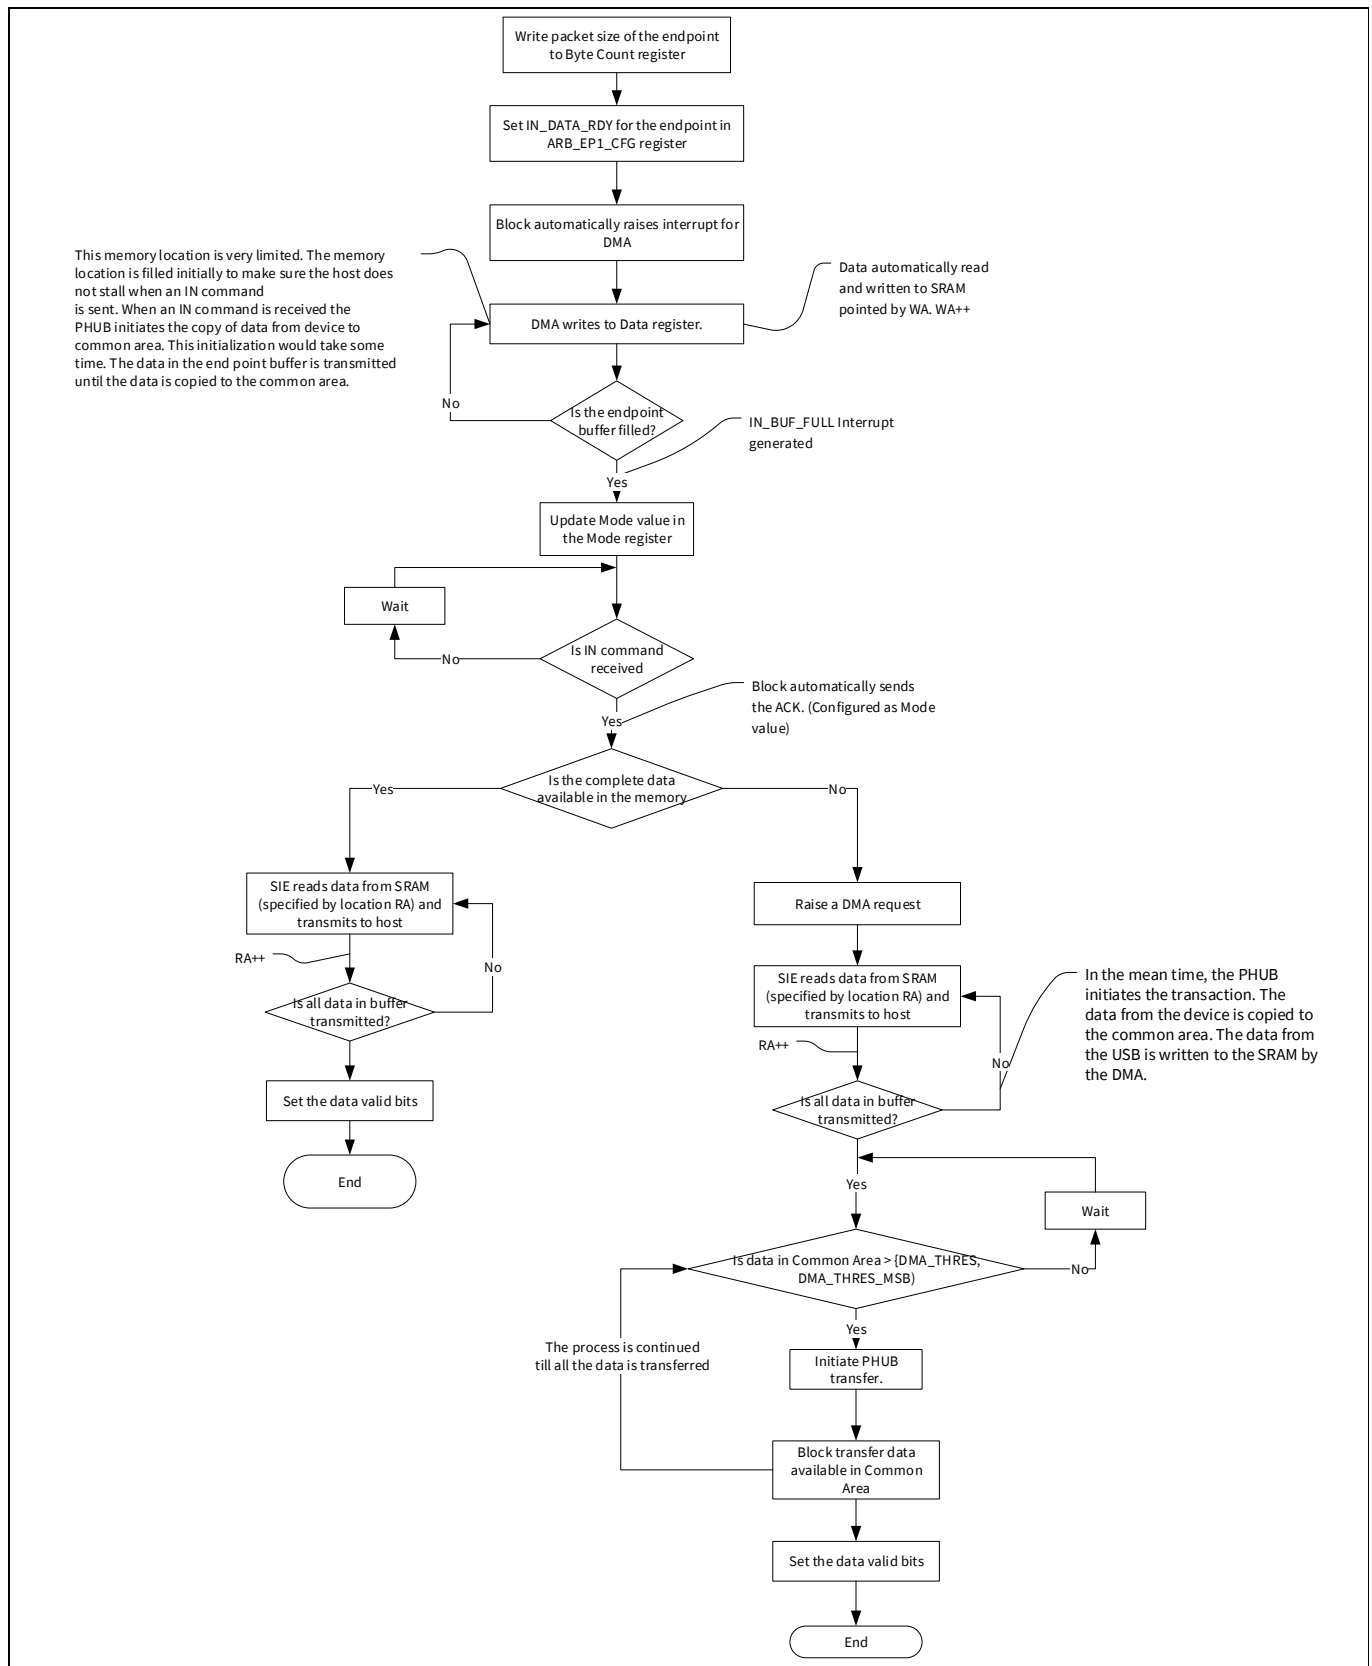 Write packet size of the endpoint
to Byte Count register
Set IN_DATA_RDY for the endpoint in
ARB_EP1_CFG register
Block automatically raises interrupt for
DMA
This memory location is very limited. The memory
location is filled initially to make sure the host does
not stall when an IN command
is sent. When an IN command is received the
PHUB initiates the copy of data from device to
common area. This initialization would take some
time. The data in the end point buffer is transmitted
until the data is copied to the common area.
Data automatically read
and written to SRAM
pointed by WA. WA++
DMA writes to Data register.
No
Is the endpoint
buffer filled?
IN_BUF_FULL Interrupt
generated
Yes
Update Mode value in
the Mode register
Wait
No
Is IN command
received
Block automatically sends
the ACK. (Configured as Mode
value)
Yes
Is the complete data
available in the memory
Yes
No
SIE reads data from SRAM
(specified by location RA) and
transmits to host
RA++
No
Is all data in buffer
transmitted?
Set the data valid bits
End
Raise a DMA request
SIE reads data from SRAM
(specified by location RA) and
transmits to host
In the mean time, the PHUB
initiates the transaction. The
data from the device is copied to
the common area. The data from
the USB is written to the SRAM by
the DMA.
RA++
No
Is all data in buffer
transmitted?
Yes
Wait
Is data in Common Area > {DMA_THRES,
DMA_THRES_MSB)
No
Yes
The process is continued
till all the data is transferred
Initiate PHUB
transfer.
Block transfer data
available in Common
Area
Set the data valid bits
End